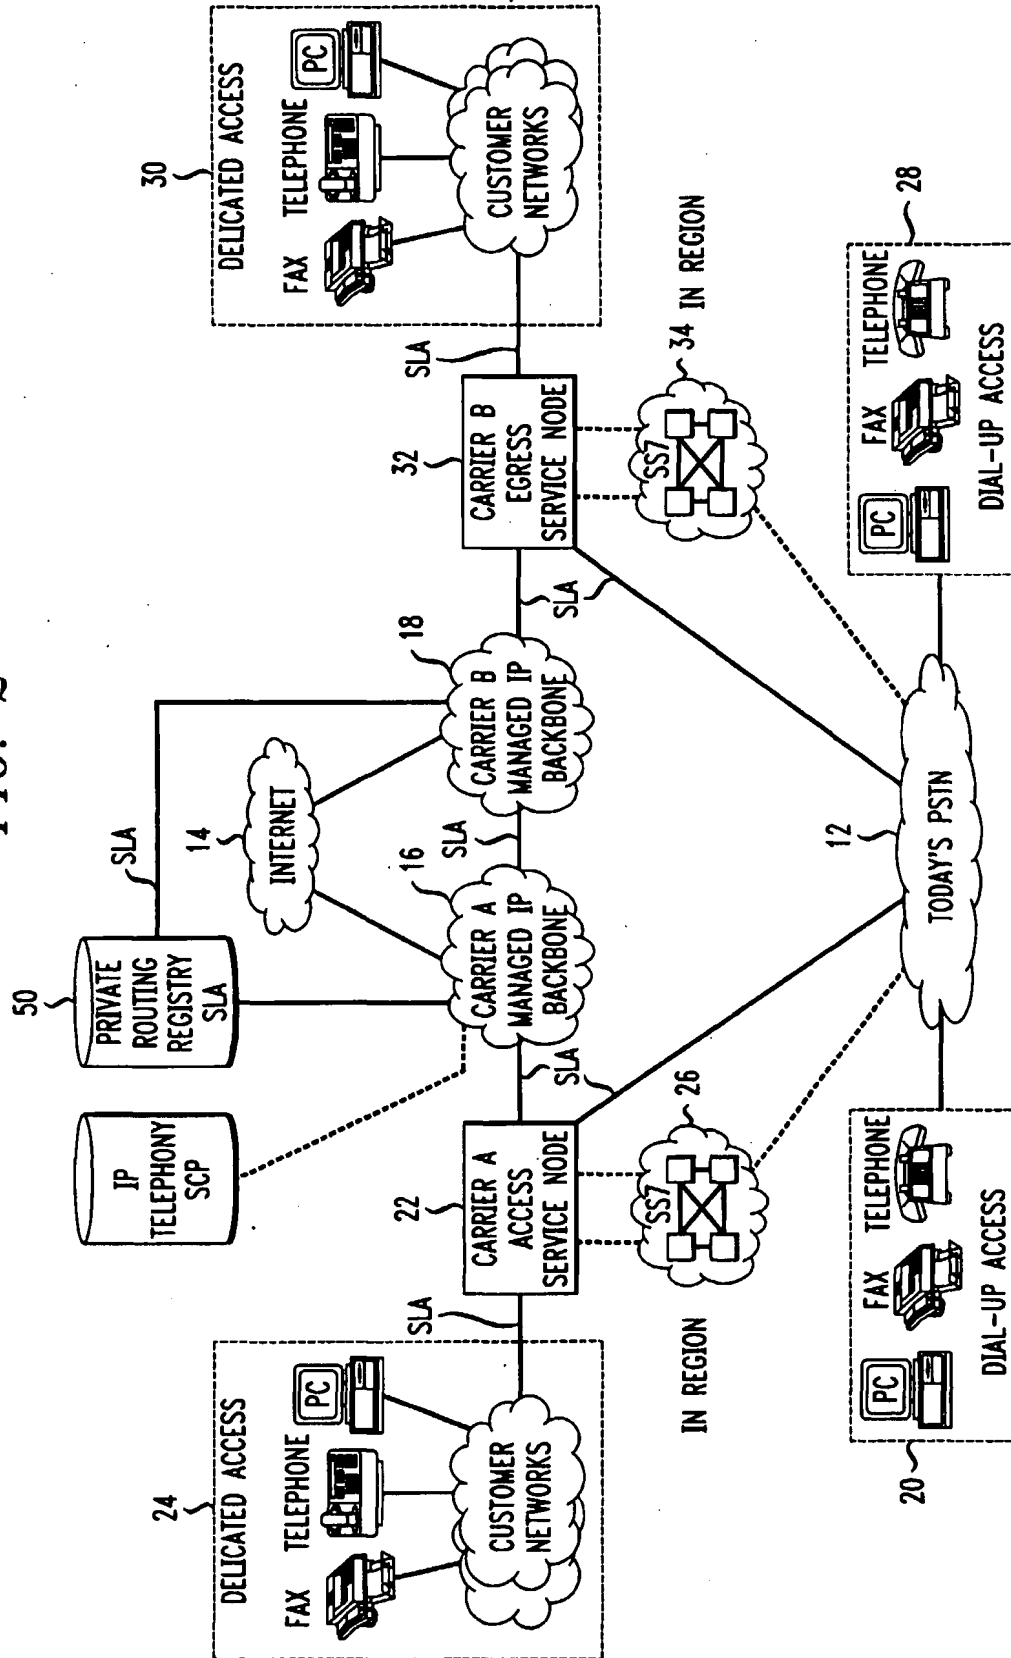 FIG. 2
50
PRIVATE
ROUTING
REGISTRY
SLA
IP
TELEPHONY
SCP
SLA
14
INTERNET
24
DELICATED ACCESS
FAX
TELEPHONE
PC
CUSTOMER
NETWORKS
SLA
22
CARRIER A
ACCESS
SERVICE NODE
SLA
16
CARRIER A
MANAGED IP
BACKBONE
SLA
18
CARRIER B
MANAGED IP
BACKBONE
SLA
32
CARRIER B
EGRESS
SERVICE NODE
SLA
30
DELICATED ACCESS
FAX
TELEPHONE
PC
CUSTOMER
NETWORKS
IN REGION
SS7
26
SS7
34
IN REGION
12
TODAY'S PSTN
20
PC
FAX
TELEPHONE
DIAL-UP ACCESS
28
PC
FAX
TELEPHONE
DIAL-UP ACCESS